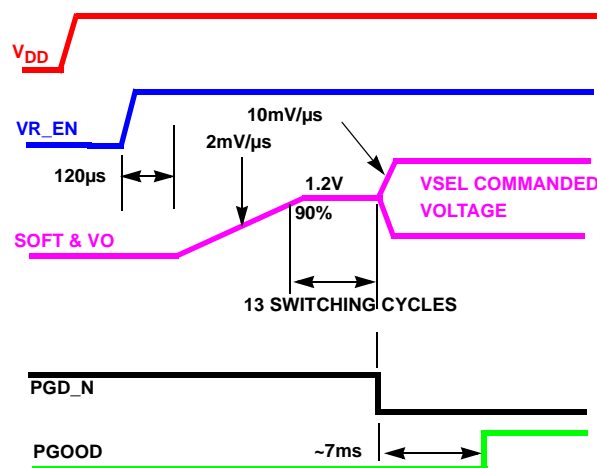 VDD
VR_EN
10mV/µs
2mV/µs
120µs
1.2V
VSEL COMMANDED
VOLTAGE
90%
SOFT & VO
13 SWITCHING CYCLES
PGD_N
PGOOD
~7ms